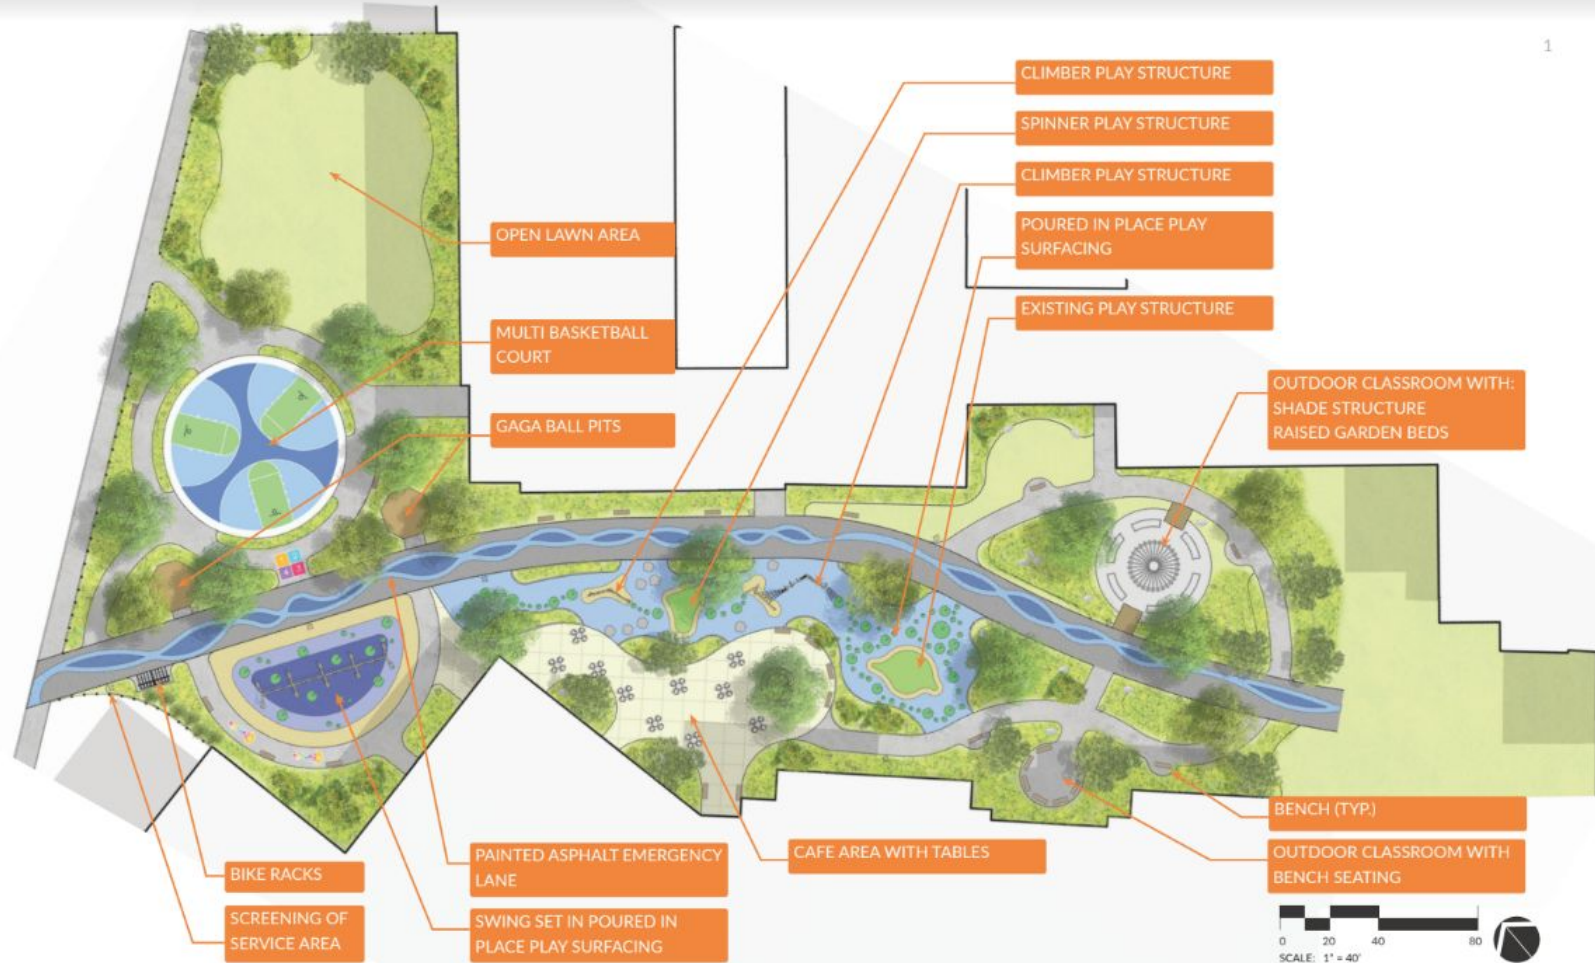 1
CLIMBER PLAY STRUCTURE
SPINNER PLAY STRUCTURE
CLIMBER PLAY STRUCTURE
POURED IN PLACE PLAY
SURFACING
EXISTING PLAY STRUCTURE
OPEN LAWN AREA
MULTI BASKETBALL
COURT
GAGA BALL PITS
OUTDOOR CLASSROOM WITH:
SHADE STRUCTURE
RAISED GARDEN BEDS
BIKE RACKS
SCREENING OF
SERVICE AREA
PAINTED ASPHALT EMERGENCY
LANE
SWING SET IN POURED IN
PLACE PLAY SURFACING
CAFE AREA WITH TABLES
BENCH (TYP.)
OUTDOOR CLASSROOM WITH
BENCH SEATING
0 20 40 80
SCALE: 1" = 40'